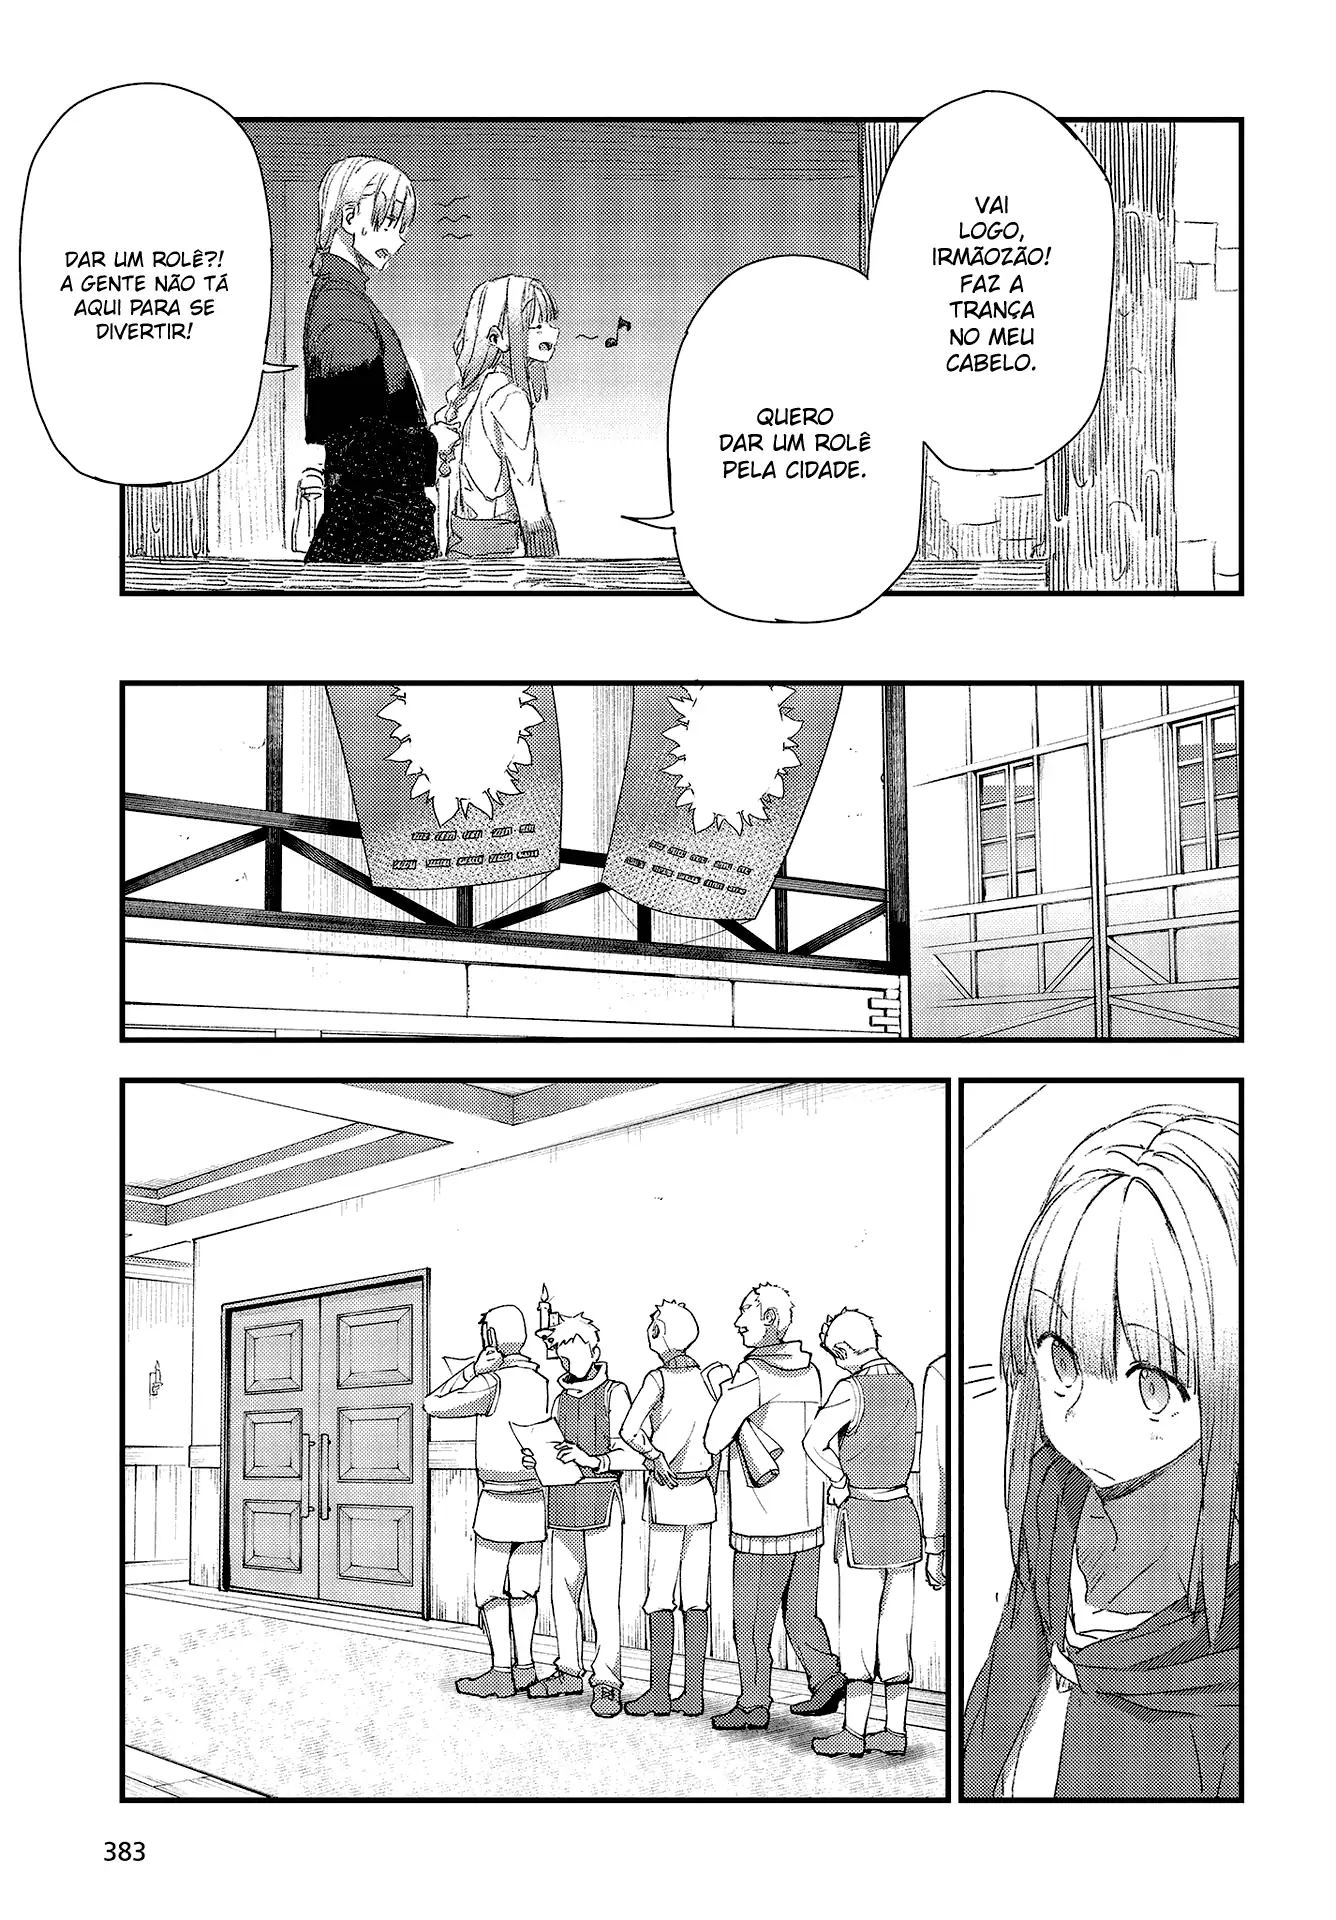 VAI
LOGO,
IRMÃOZÃO!
FAZ A
TRANÇA
NO MEU
CABELO.
QUERO
DAR UM ROLÊ
PELA CIDADE.
DAR UM ROLÊ?!
A GENTE NÃO TÁ
AQUI PARA SE
DIVERTIR!
383